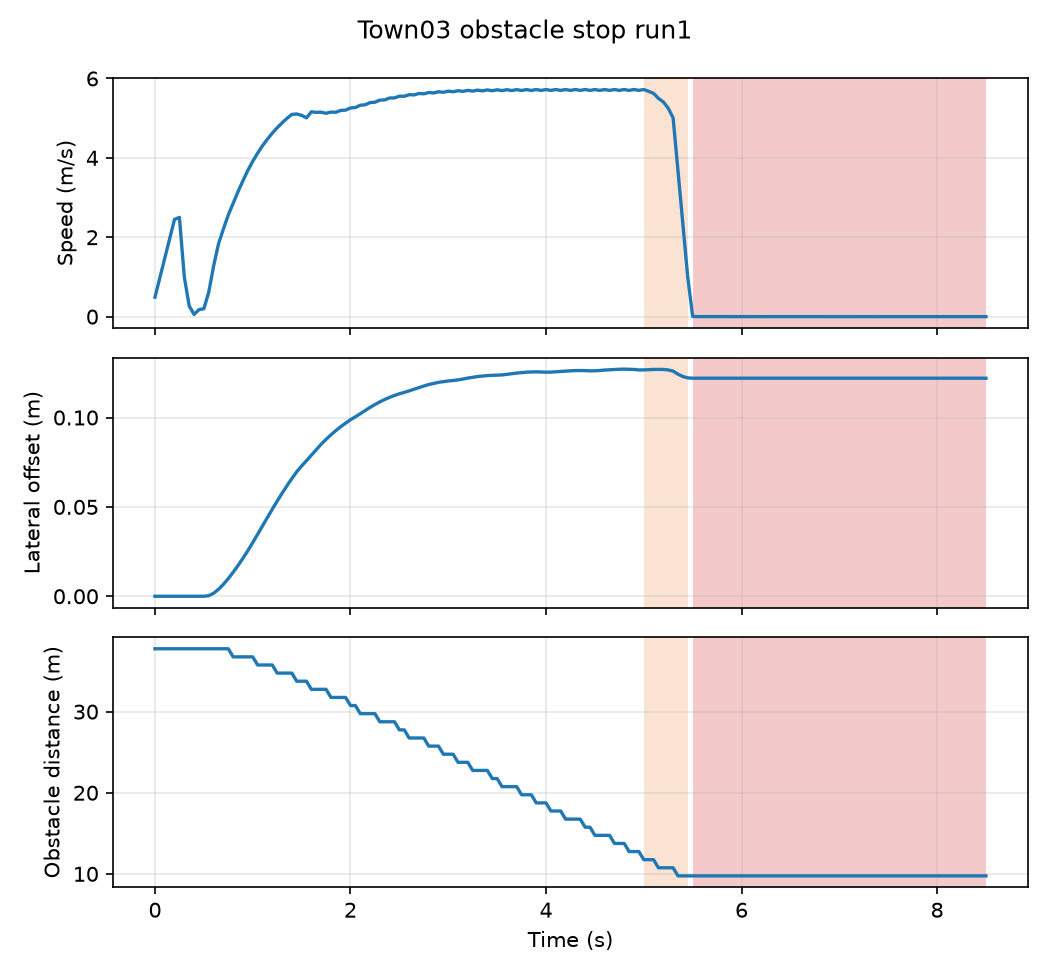 Town03 obstacle stop run1
Speed (m/s)
6
4
2
0
Lateral offset (m)
0.10
0.05
0.00
Obstacle distance (m)
30
20
10
0 2 4 6 8
Time (s)